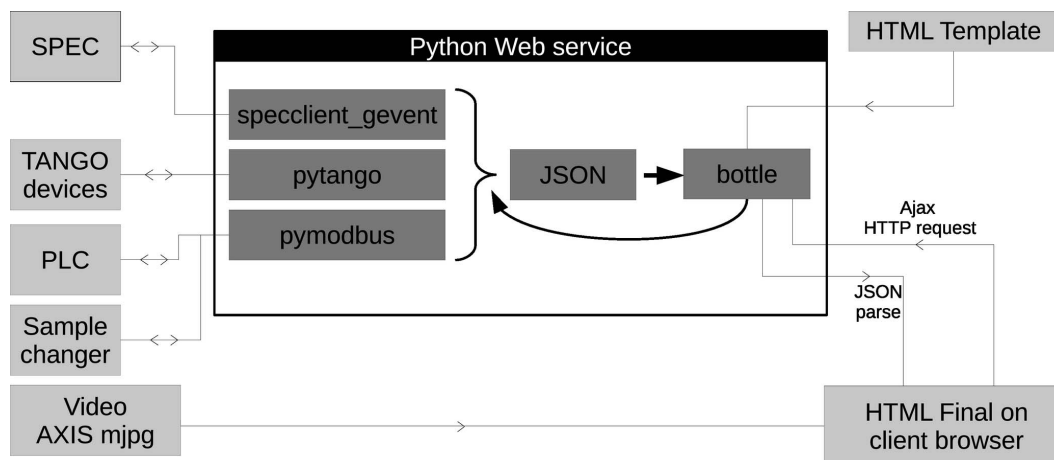 SPEC
Python Web service
HTML Template
specclient_gevent
TANGO
devices
pytango
JSON
bottle
PLC
pymodbus
Ajax
HTTP request
JSON
parse
Sample
changer
Video
AXIS mjpg
HTML Final on
client browser